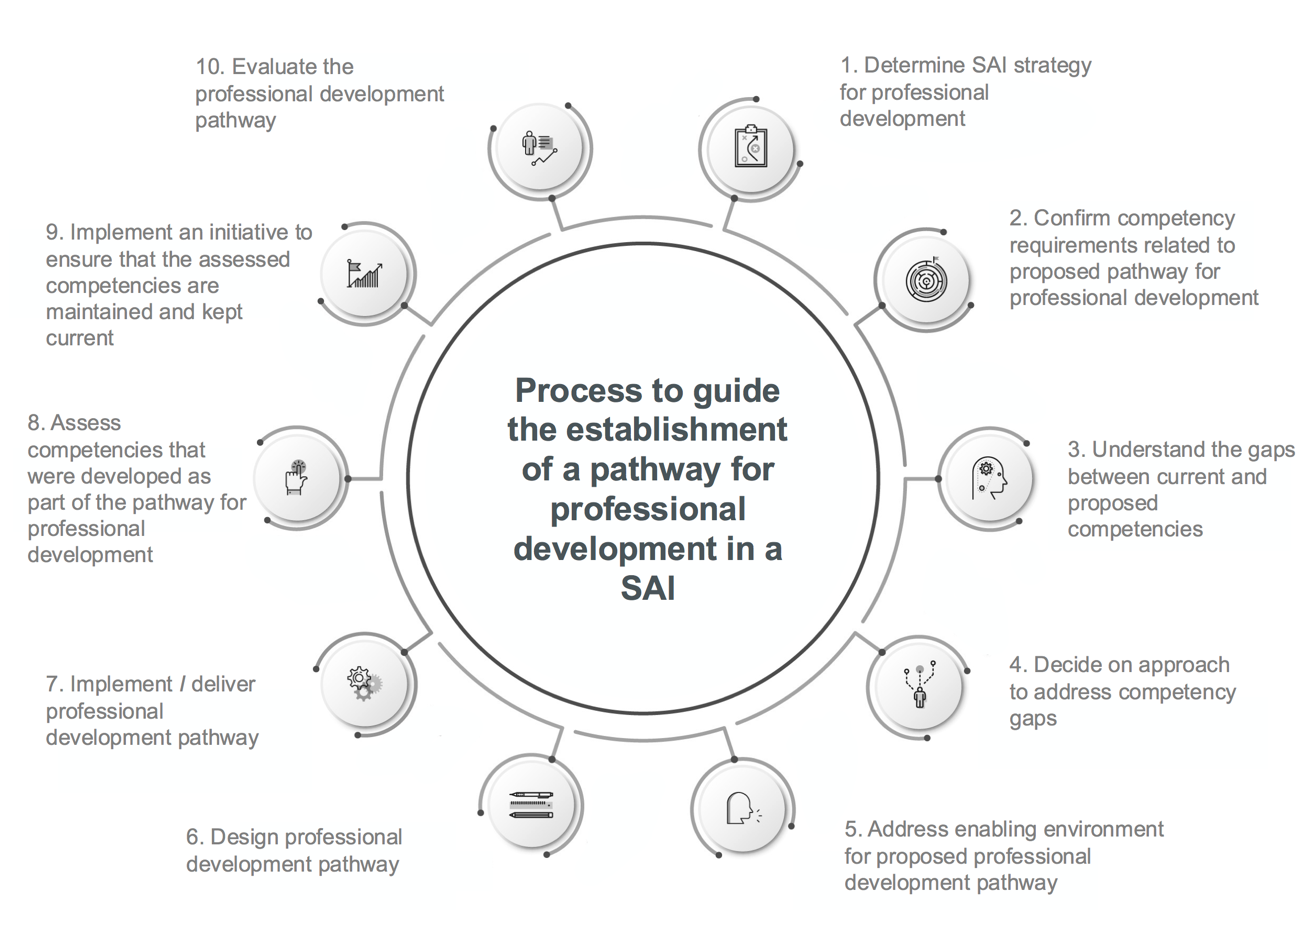 Process to guide
the establishment
of a pathway for
professional
development in a
SAI
1. Determine SAI strategy
for professional
development
2. Confirm competency
requirements related to
proposed pathway for
professional development
3. Understand the gaps
between current and
proposed
competencies
4. Decide on approach
to address competency
gaps
5. Address enabling environment
for proposed professional
development pathway
6. Design professional
development pathway
7. Implement / deliver
professional
development pathway
8. Assess
competencies that
were developed as
part of the pathway for
professional
development
9. Implement an initiative to
ensure that the assessed
competencies are
maintained and kept
current
10. Evaluate the
professional development
pathway